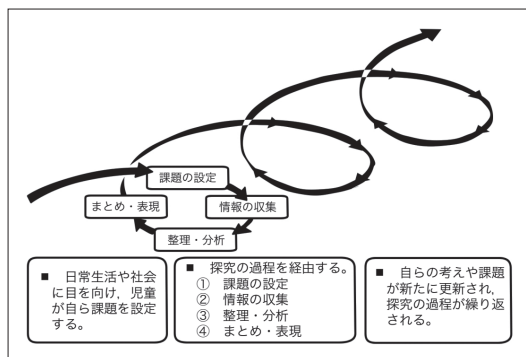 課題の設定
まとめ・表現
情報の収集
整理・分析
■ 日常生活や社会
に目を向け，児童
が自ら課題を設定
する。
■ 探究の過程を経由する。
① 課題の設定
② 情報の収集
③ 整理・分析
④ まとめ・表現
■ 自らの考えや課題
が新たに更新され，
探究の過程が繰り返
される。